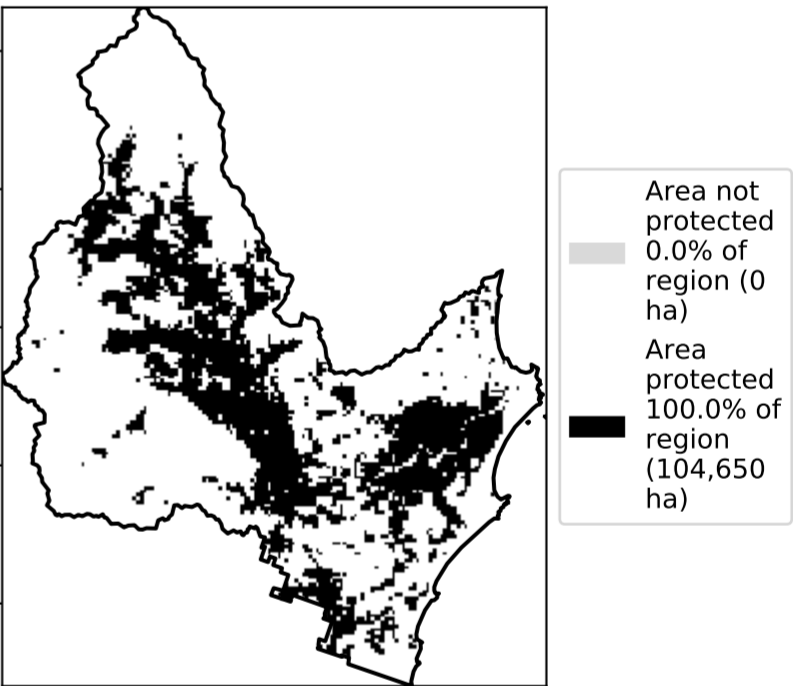 Area not
protected
0.0% of
region (0
ha)
Area
protected
100.0% of
region
(104,650
ha)